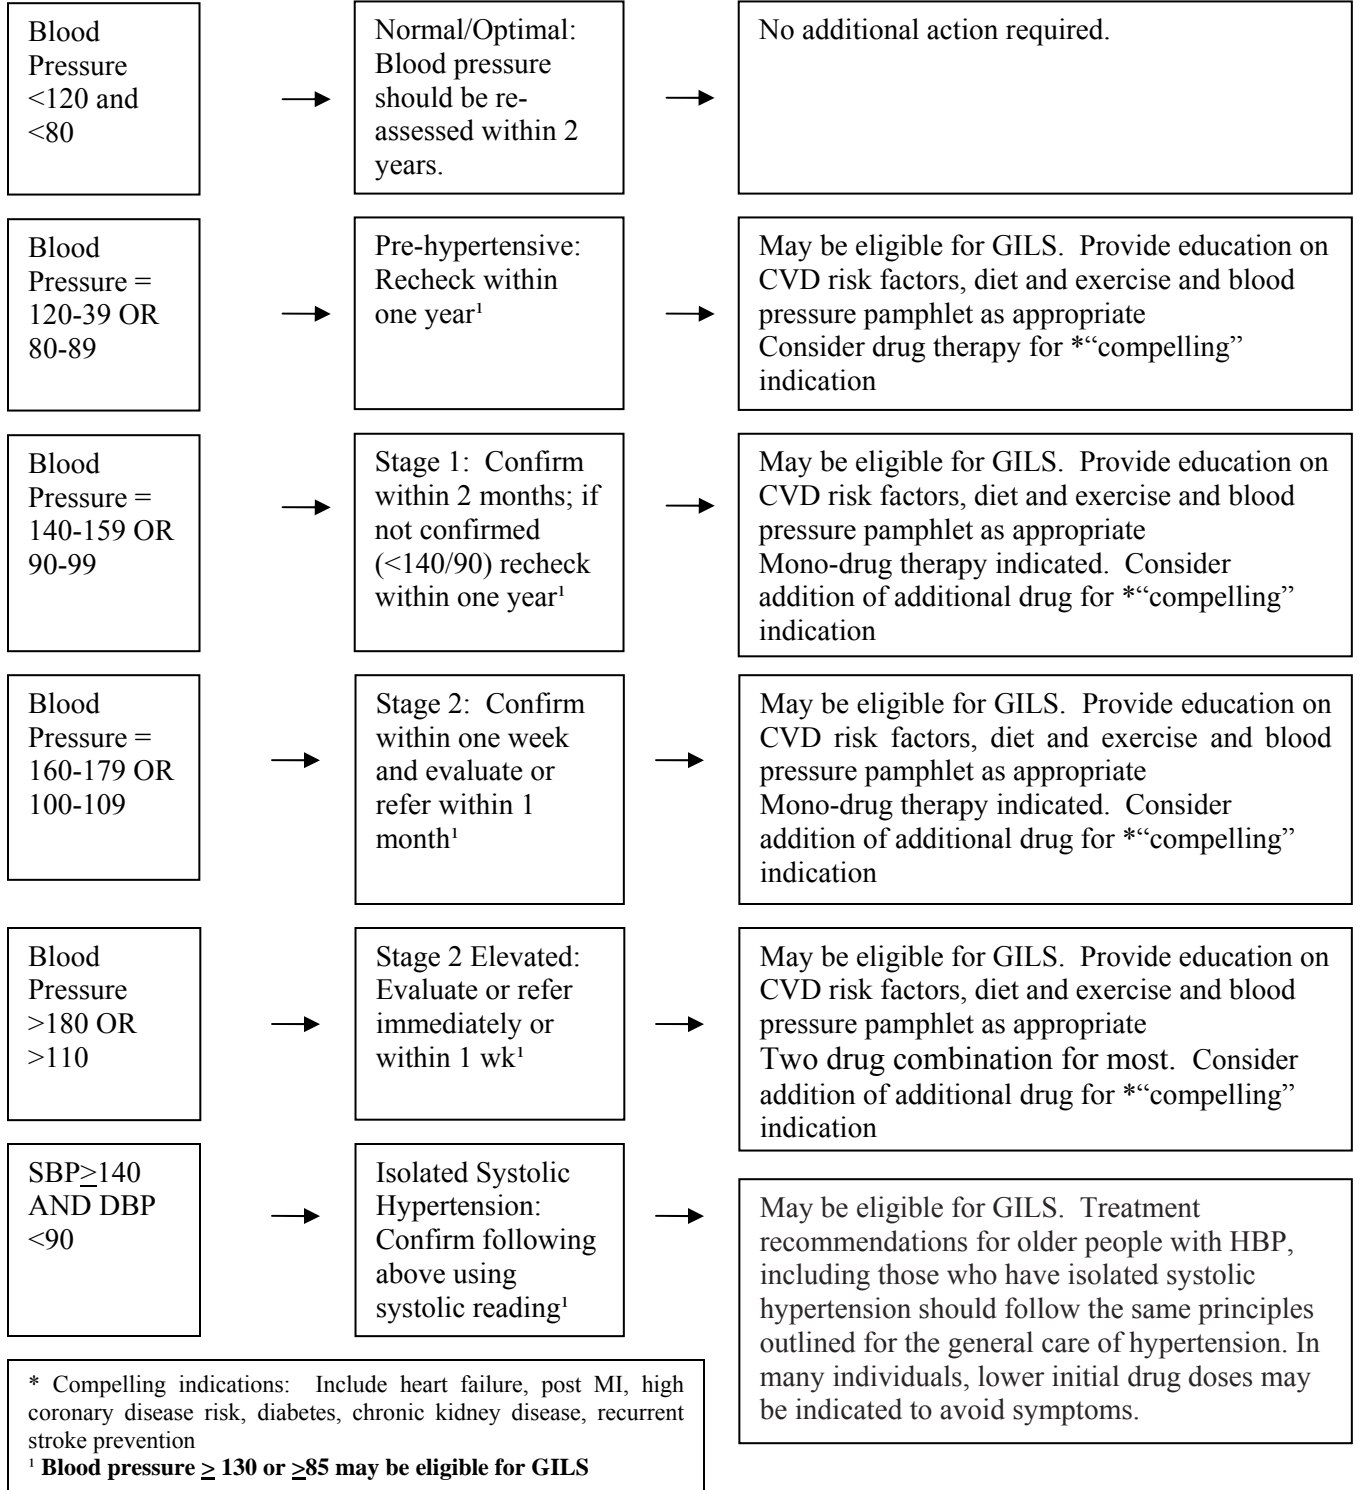 Blood
Pressure
<120 and
<80
Normal/Optimal:
Blood pressure
should be re-
assessed within 2
years.
No additional action required.
Blood
Pressure =
120-39 OR
80-89
Pre-hypertensive:
Recheck within
one year¹
May be eligible for GILS.  Provide education on
CVD risk factors, diet and exercise and blood
pressure pamphlet as appropriate
Consider drug therapy for *“compelling”
indication
Blood
Pressure =
140-159 OR
90-99
Stage 1:  Confirm
within 2 months; if
not confirmed
(<140/90) recheck
within one year¹
May be eligible for GILS.  Provide education on
CVD risk factors, diet and exercise and blood
pressure pamphlet as appropriate
Mono-drug therapy indicated.  Consider
addition of additional drug for *“compelling”
indication
Blood
Pressure =
160-179 OR
100-109
Stage 2:  Confirm
within one week
and evaluate or
refer within 1
month¹
May be eligible for GILS.  Provide education on
CVD risk factors, diet and exercise and blood
pressure pamphlet as appropriate
Mono-drug therapy indicated.  Consider
addition of additional drug for *“compelling”
indication
Blood
Pressure
>180 OR
>110
Stage 2 Elevated:
Evaluate or refer
immediately or
within 1 wk¹
May be eligible for GILS.  Provide education on
CVD risk factors, diet and exercise and blood
pressure pamphlet as appropriate
Two drug combination for most.  Consider
addition of additional drug for *“compelling”
indication
SBP≥140
AND DBP
<90
Isolated Systolic
Hypertension:
Confirm following
above using
systolic reading¹
May be eligible for GILS.  Treatment
recommendations for older people with HBP,
including those who have isolated systolic
hypertension should follow the same principles
outlined for the general care of hypertension. In
many individuals, lower initial drug doses may
be indicated to avoid symptoms.
* Compelling indications:  Include heart failure, post MI, high
coronary disease risk, diabetes, chronic kidney disease, recurrent
stroke prevention
¹ Blood pressure ≥ 130 or ≥85 may be eligible for GILS